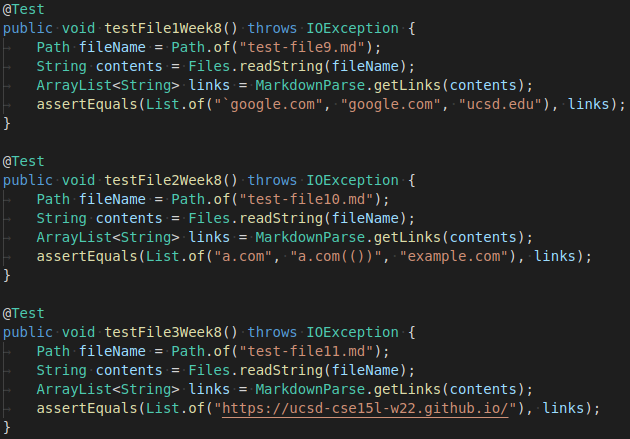 @Test
public void testFile1Week8() throws IOException {
Path fileName = Path.of("test-file9.md");
String contents = Files.readString(fileName);
ArrayList<String> links = MarkdownParse.getLinks(contents);
assertEquals(List.of("`google.com", "google.com", "ucsd.edu"), links);
}
@Test
public void testFile2Week8() throws IOException {
Path fileName = Path.of("test-file10.md");
String contents = Files.readString(fileName);
ArrayList<String> links = MarkdownParse.getLinks(contents);
assertEquals(List.of("a.com", "a.com(())", "example.com"), links);
}
@Test
public void testFile3Week8() throws IOException {
Path fileName = Path.of("test-file11.md");
String contents = Files.readString(fileName);
ArrayList<String> links = MarkdownParse.getLinks(contents);
assertEquals(List.of("https://ucsd-cse15l-w22.github.io/"), links);
}